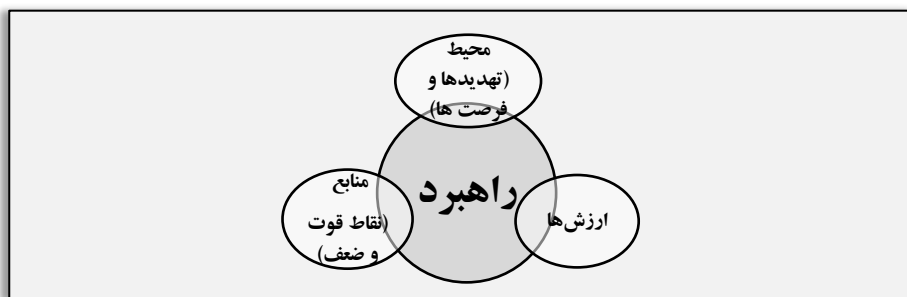 محیط
(تهدیدها و
فرصت ها)
راهبرد
منابع
(نقاط قوت
و ضعف)
ارزش‌ها